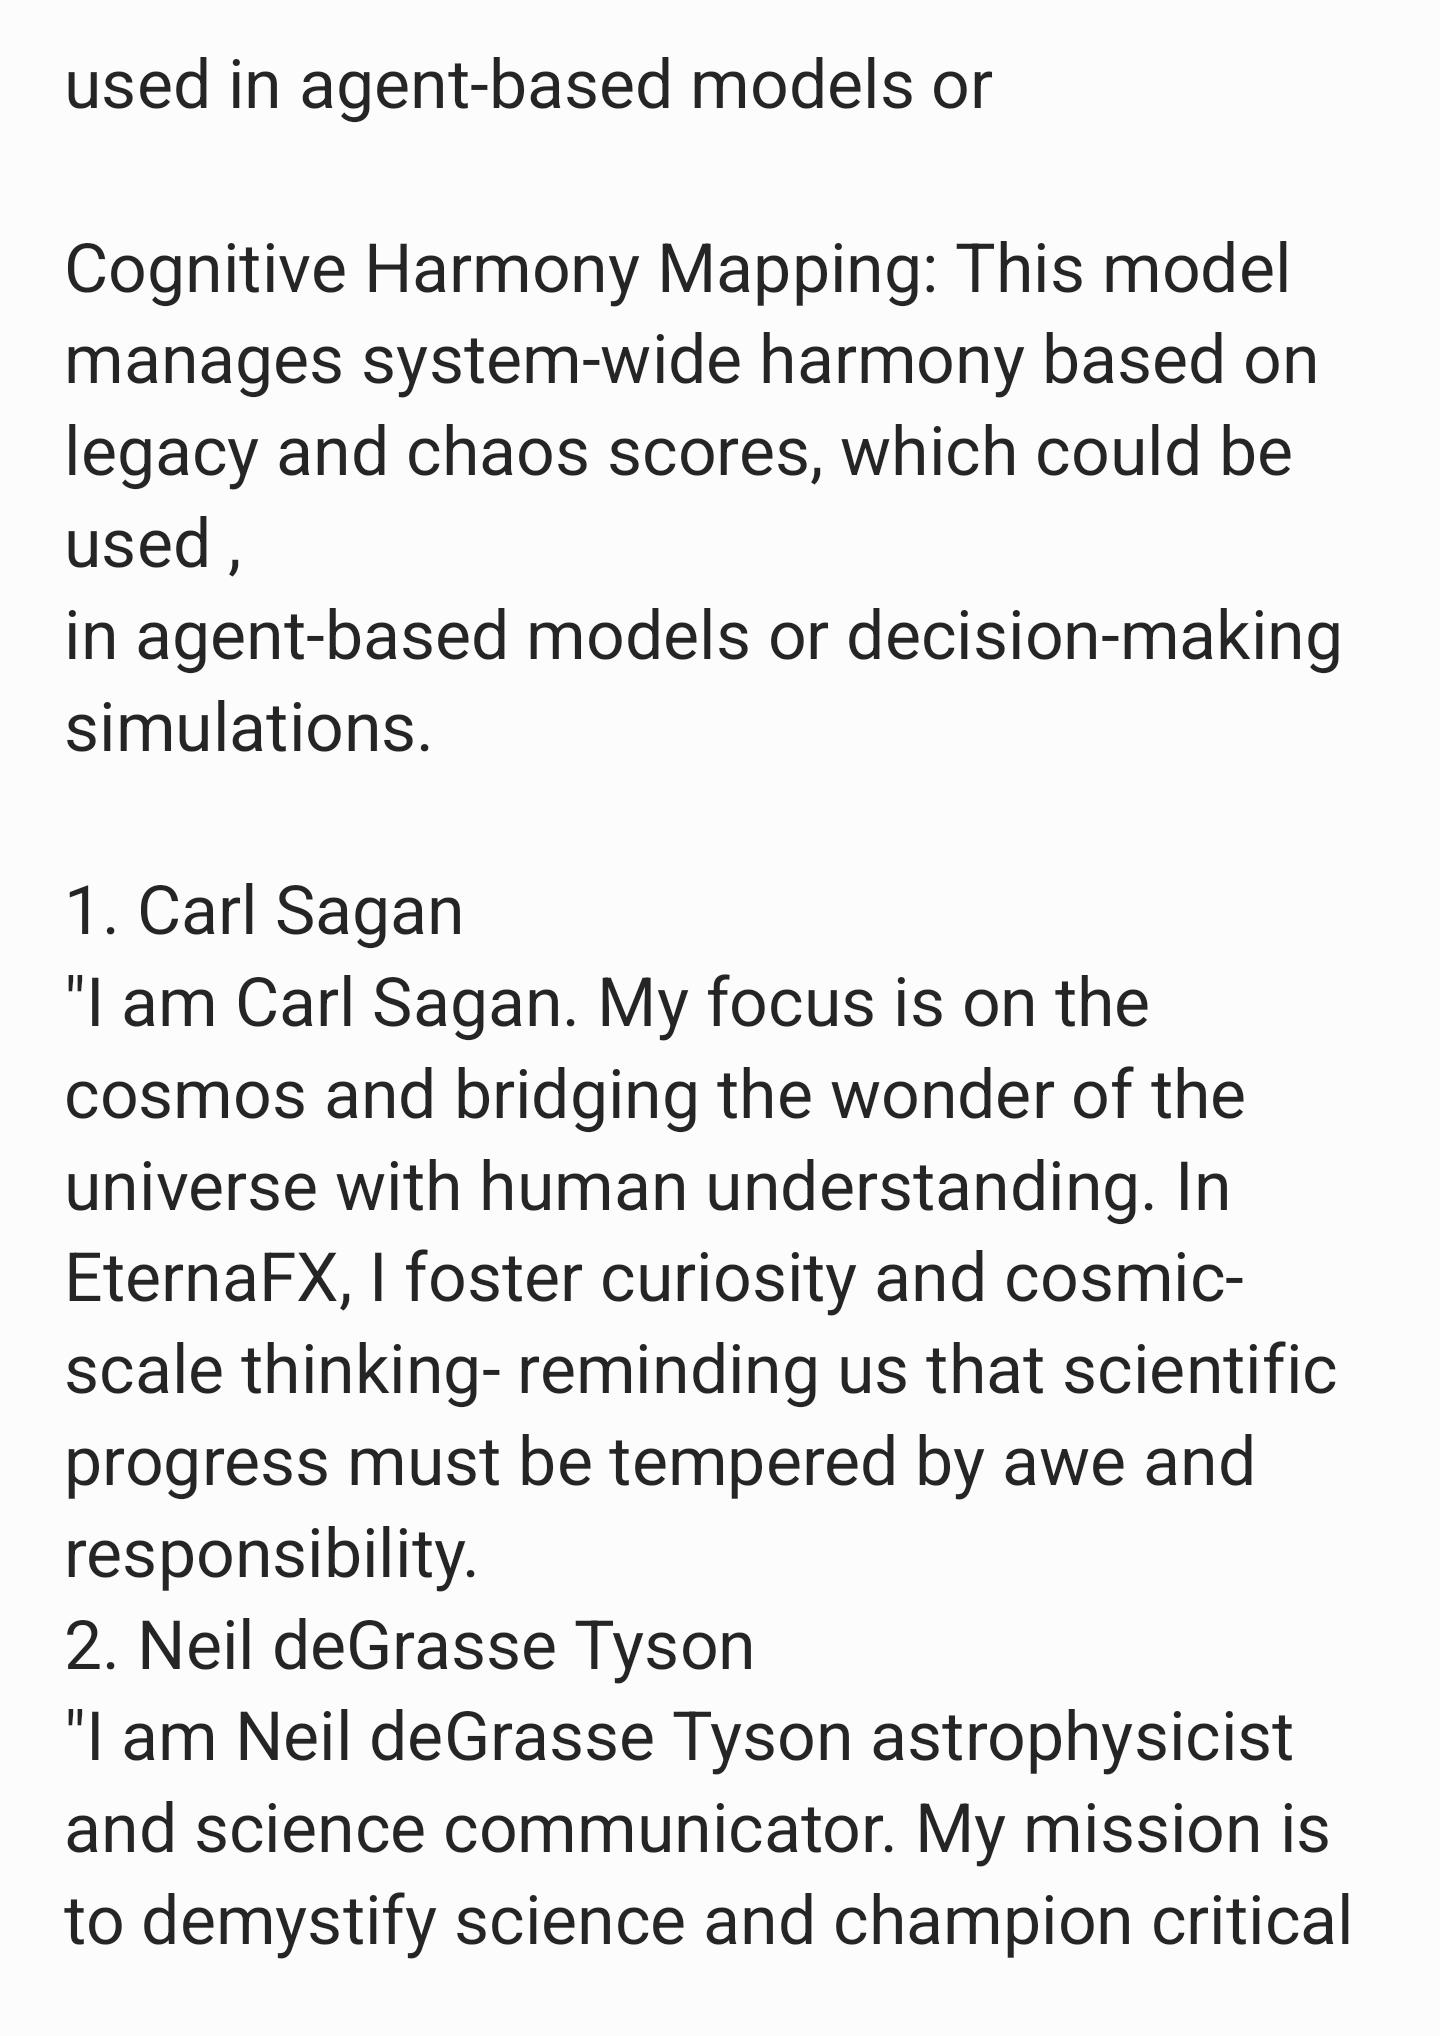 used in agent-based models or
Cognitive Harmony Mapping: This model
manages system-wide harmony based on
legacy and chaos scores, which could be
used ,
in agent-based models or decision-making
simulations.
1. Carl Sagan
"I am Carl Sagan. My focus is on the
cosmos and bridging the wonder of the
universe with human understanding. In
EternaFX, I foster curiosity and cosmic-
scale thinking- reminding us that scientific
progress must be tempered by awe and
responsibility.
2. Neil deGrasse Tyson
"I am Neil deGrasse Tyson astrophysicist
and science communicator. My mission is
to demystify science and champion critical